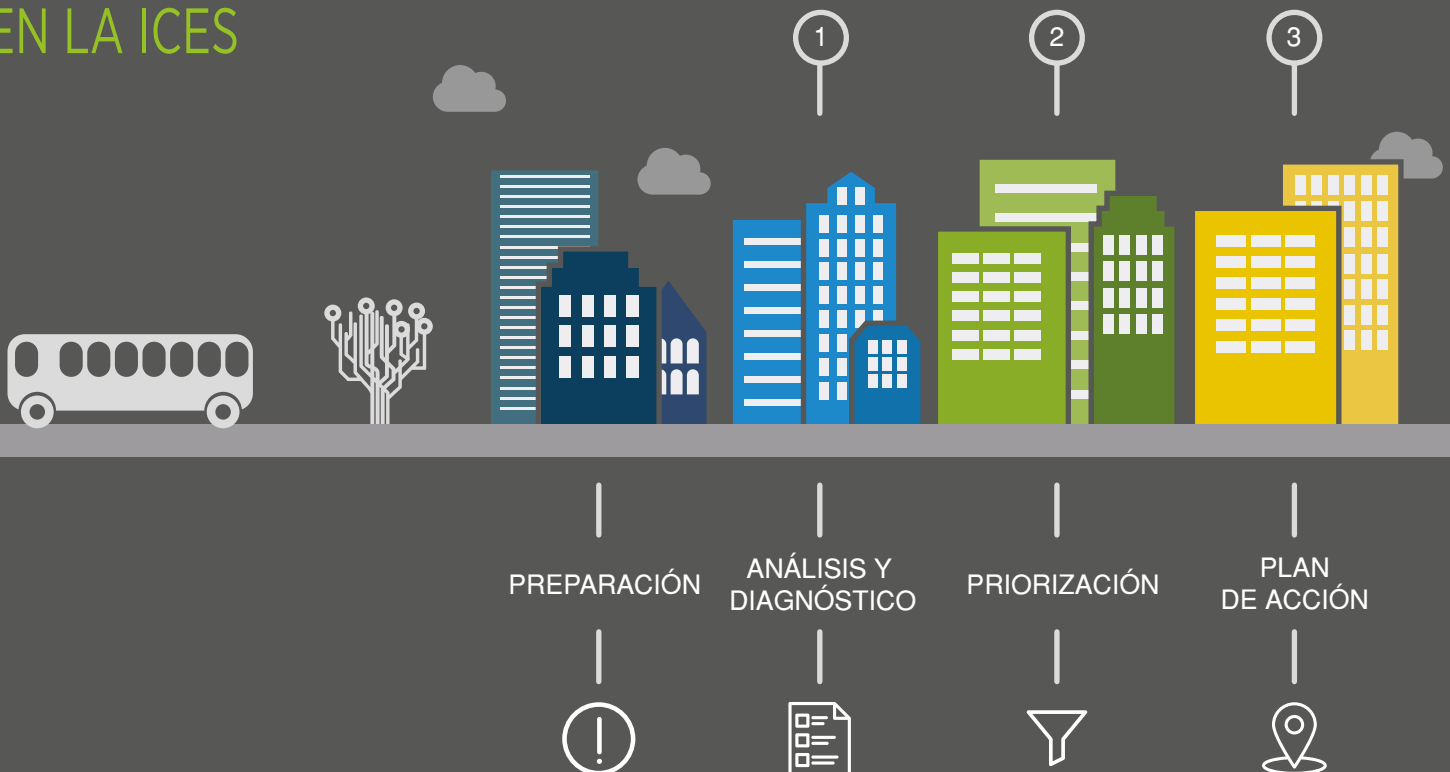 EN LA ICES
1
2
3
PREPARACIÓN
ANÁLISIS Y
DIAGNÓSTICO
PRIORIZACIÓN
PLAN
DE ACCIÓN